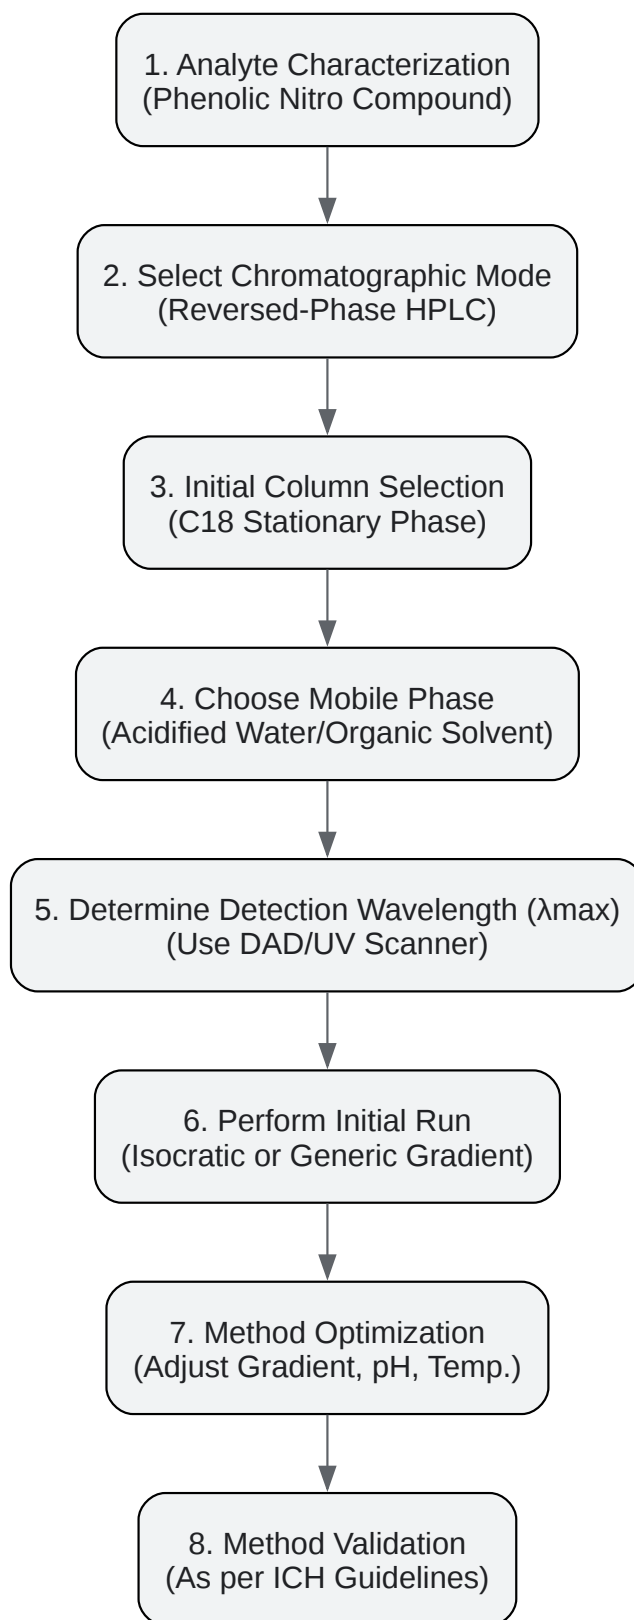 1. Analyte Characterization
(Phenolic Nitro Compound)
2. Select Chromatographic Mode
(Reversed-Phase HPLC)
3. Initial Column Selection
(C18 Stationary Phase)
4. Choose Mobile Phase
(Acidified Water/Organic Solvent)
5. Determine Detection Wavelength (λmax)
(Use DAD/UV Scanner)
6. Perform Initial Run
(Isocratic or Generic Gradient)
7. Method Optimization
(Adjust Gradient, pH, Temp.)
8. Method Validation
(As per ICH Guidelines)